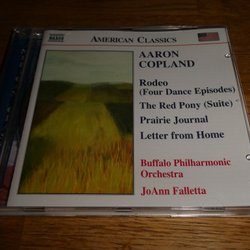 NAXOS
AMERICAN CLASSICS
AARON
COPLAND
Rodeo
(Four Dance Episodes)
The Red Pony (Suite)
Prairie Journal
Letter from Home
Buffalo Philharmonic
Orchestra
JoAnn Falletta